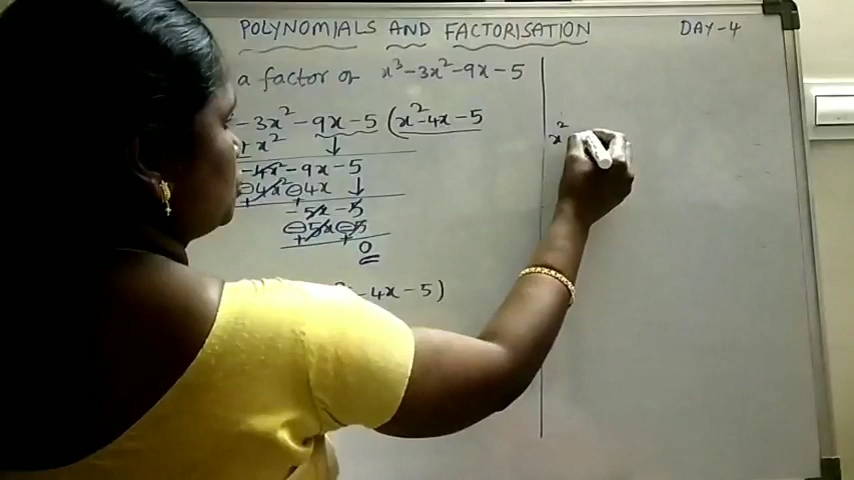 POLYNOMIALS AND FACTORISATION
DAY-4
a factor of x³-3x²-9x-5
-3x²-9x-5(x²-4x-5
+ x²
-4x²-9x-5
⊖4x²⊖4x
+ +
-5x-5
⊖5x⊖5
+ +
0
-4x-5)
x²